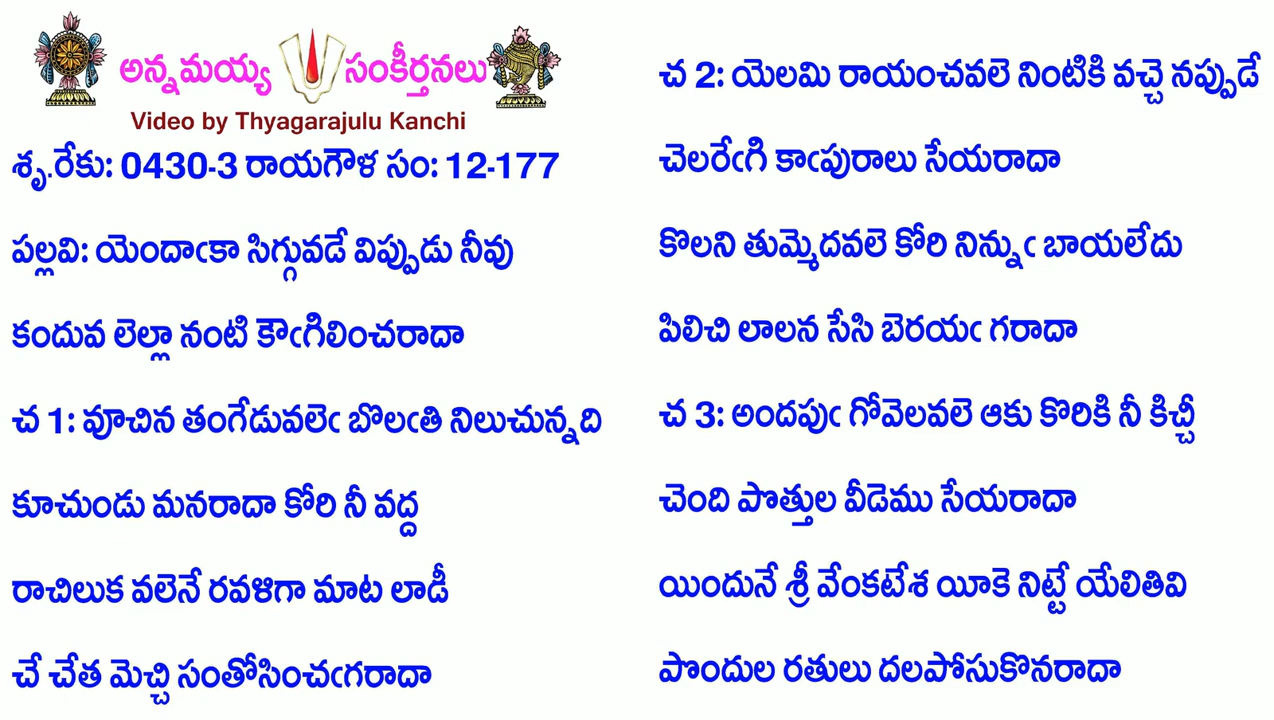 అన్నమయ్య సంకీర్తనలు
Video by Thyagarajulu Kanchi
శృ.రేకు: 0430-3 రాయగౌళ సం: 12-177
పల్లవి: యెందాఁకా సిగ్గువడే విప్పుడు నీవు
కందువ లెల్లా నంటి కౌఁగిలించరాదా
చ 1: వూచిన తంగేడువలెఁ బొలఁతి నిలుచున్నది
కూచుండు మనరాదా కోరి నీ వద్ద
రాచిలుక వలెనే రవళిగా మాట లాడీ
చే చేత మెచ్చి సంతోసించఁగరాదా
చ 2: యెలమి రాయంచవలె నింటికి వచ్చె నప్పుడే
చెలరేఁగి కాఁపురాలు సేయరాదా
కొలని తుమ్మెదవలె కోరి నిన్నుఁ బాయలేదు
పిలిచి లాలన సేసి బెరయఁ గరాదా
చ 3: అందపుఁ గోవెలవలె ఆకు కొరికి నీ కిచ్చీ
చెంది పొత్తుల వీడెము సేయరాదా
యిందునే శ్రీ వేంకటేశ యీకె నిట్టే యేలితివి
పొందుల రతులు దలపోసుకొనరాదా